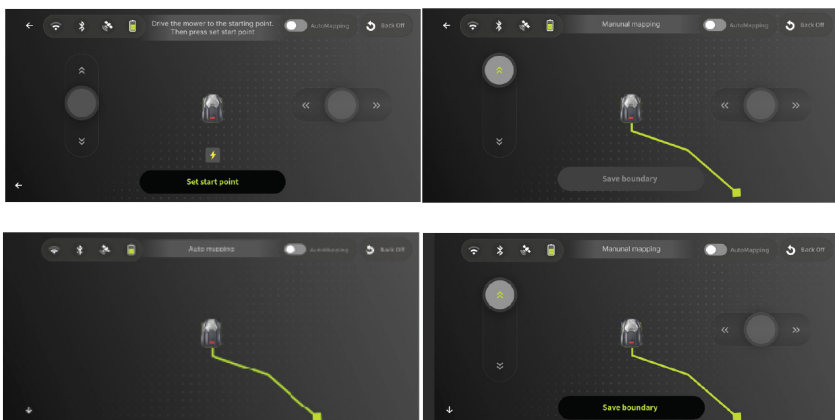 Drive the mower to the starting point.
Then press set start point
AutoMapping
Back Off
Set start point
Manunal mapping
AutoMapping
Back Off
Save boundary
Auto mapping
AutoMapping
Back Off
Manunal mapping
AutoMapping
Back Off
Save boundary